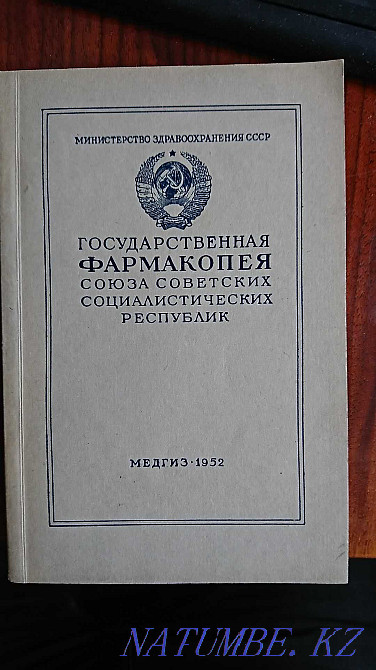 МИНИСТЕРСТВО ЗДРАВООХРАНЕНИЯ СССР
ГОСУДАРСТВЕННАЯ
ФАРМАКОПЕЯ
СОЮЗА СОВЕТСКИХ
СОЦИАЛИСТИЧЕСКИХ
РЕСПУБЛИК
МЕДГИЗ · 1952
NATUMBE. KZ